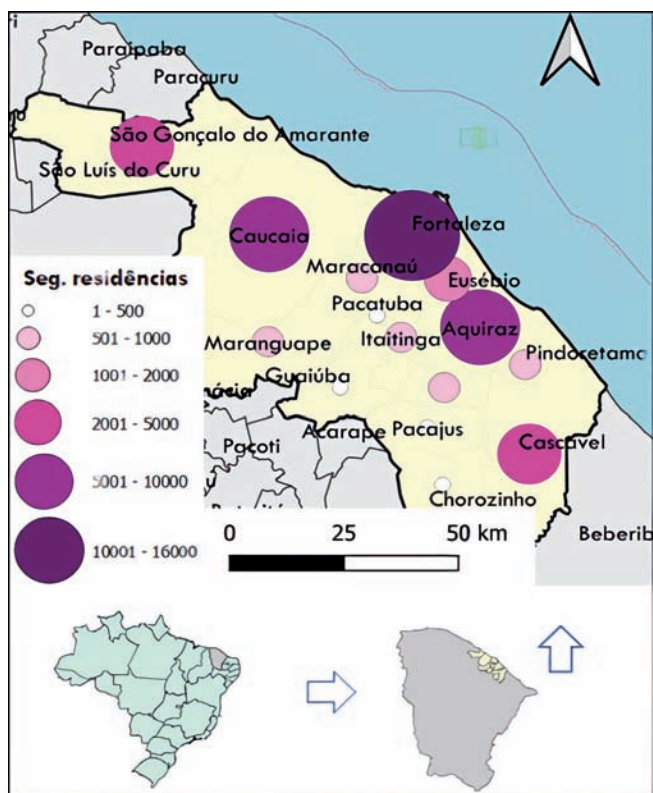 Paraipaba
Paracuru
São Gonçalo do Amarante
São Luís do Curu
Fortaleza
Caucaia
Maracanaú
Eusébio
Pacatuba
Seg. residências
1 - 500
501 - 1000
1001 - 2000
2001 - 5000
5001 - 10000
10001 - 16000
Aquiraz
Maranguape
Itaitinga
Pindoretama
Guaiúba
Acarape
Pacajus
Pacoti
Cascavel
Chorozinho
0 25 50 km
Beberib